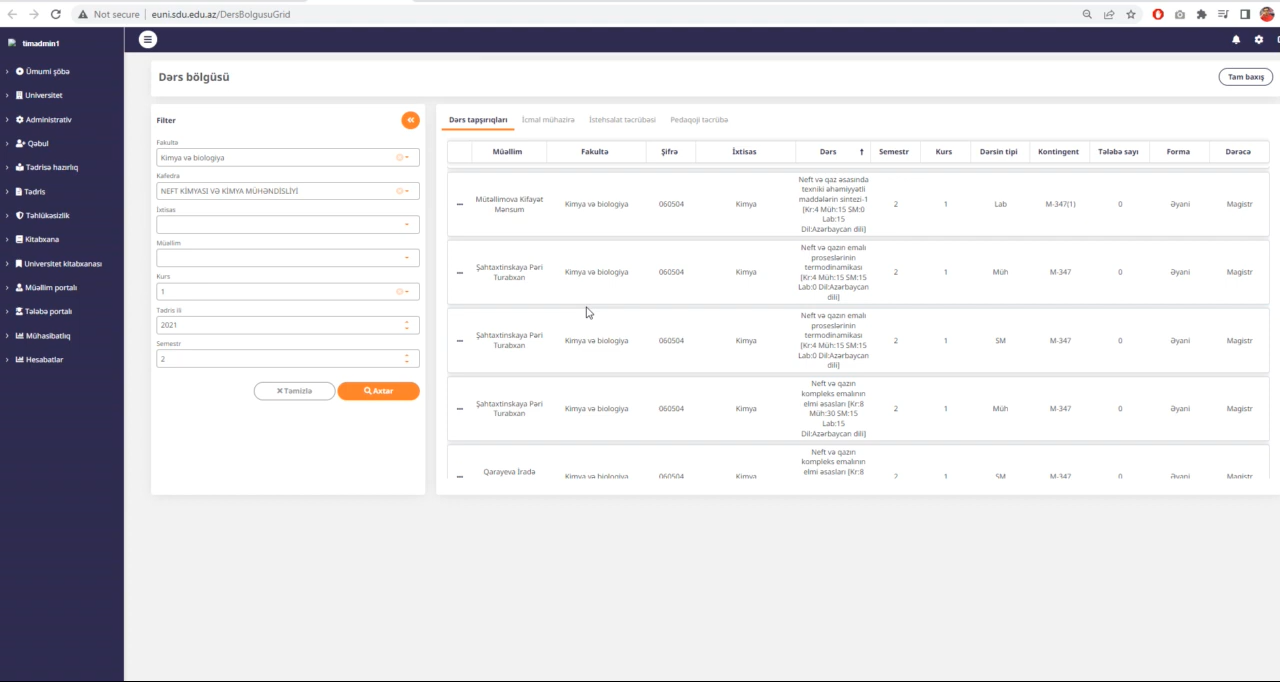 Not secure | euni.sdu.edu.az/DersBolgusuGrid
timadmin1
Ümumi şöbə
Universitet
Administrativ
Qəbul
Tədrisə hazırlıq
Tədris
Təhlükəsizlik
Kitabxana
Universitet kitabxanası
Müəllim portalı
Tələbə portalı
Mühasibatlıq
Hesabatlar
Dərs bölgüsü
Tam baxış
Filter
Fakultə
Kimya və biologiya
Kafedra
NEFT KİMYASI VƏ KİMYA MÜHƏNDİSLİYİ
İxtisas
Müəllim
Kurs
1
Tədris ili
2021
Semestr
2
Təmizlə
Axtar
Dərs tapşırıqları İcmal mühazirə İstehsalat təcrübəsi Pedaqoji təcrübə
Müəllim Fakultə Şifrə İxtisas Dərs Semestr Kurs Dərsin tipi Kontingent Tələbə sayı Forma Dərəcə
Mütəllimova Kifayət
Mənsum
Kimya və biologiya 060504 Kimya
Neft və qaz əsasında
texniki əhəmiyyətli
maddələrin sintezi-1
[Kr:4 Müh:15 SM:0
Lab:15
Dil:Azərbaycan dili]
2 1 Lab M-347(1) 0 Əyani Magistr
Şahtaxtinskaya Pəri
Turabxan
Kimya və biologiya 060504 Kimya
Neft və qazın emalı
proseslərinin
termodinamikası
[Kr:4 Müh:15 SM:15
Lab:0 Dil:Azərbaycan
dili]
2 1 Müh M-347 0 Əyani Magistr
Şahtaxtinskaya Pəri
Turabxan
Kimya və biologiya 060504 Kimya
Neft və qazın emalı
proseslərinin
termodinamikası
[Kr:4 Müh:15 SM:15
Lab:0 Dil:Azərbaycan
dili]
2 1 SM M-347 0 Əyani Magistr
Şahtaxtinskaya Pəri
Turabxan
Kimya və biologiya 060504 Kimya
Neft və qazın
kompleks emalının
elmi əsasları [Kr:8
Müh:30 SM:15
Lab:15
Dil:Azərbaycan dili]
2 1 Müh M-347 0 Əyani Magistr
Qarayeva İradə
Kimya və biologiya 060504 Kimya
Neft və qazın
kompleks emalının
elmi əsasları [Kr:8
2 1 SM M-347 0 Əyani Magistr